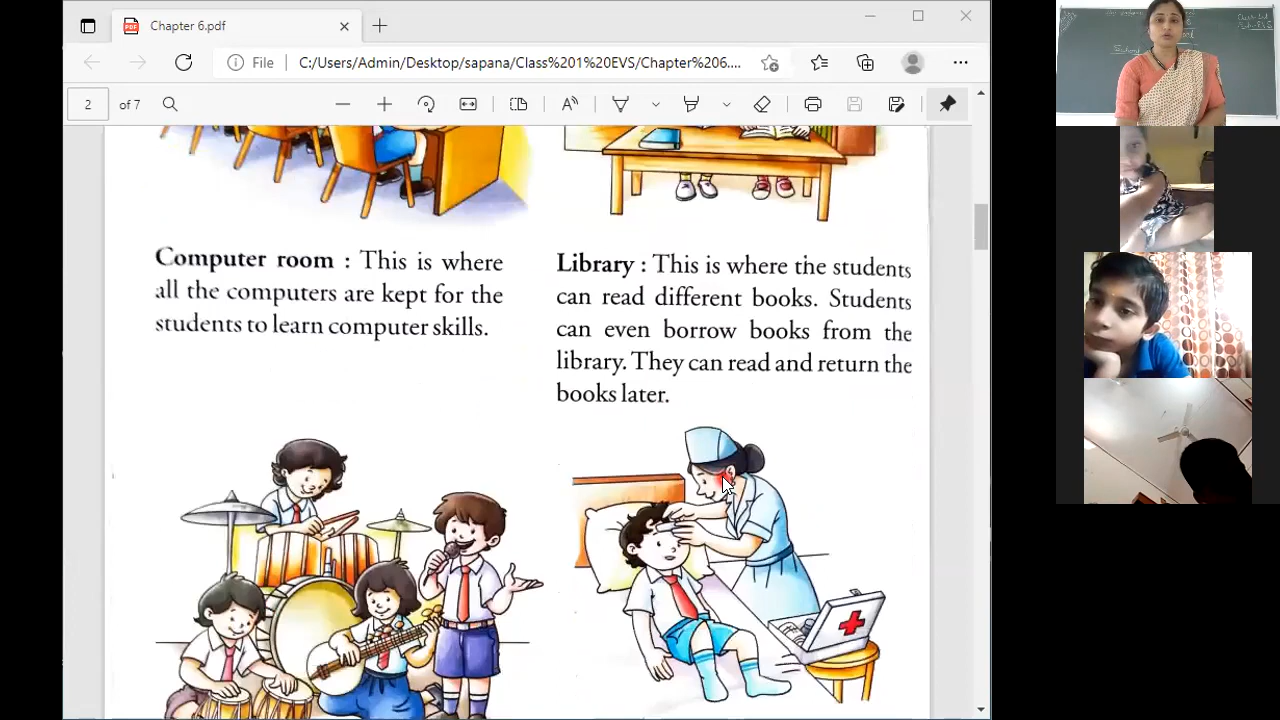 Chapter 6.pdf
File
C:/Users/Admin/Desktop/sapana/Class%201%20EVS/Chapter%206....
2 of 7
Computer room : This is where
all the computers are kept for the
students to learn computer skills.
Library : This is where the students
can read different books. Students
can even borrow books from the
library. They can read and return the
books later.